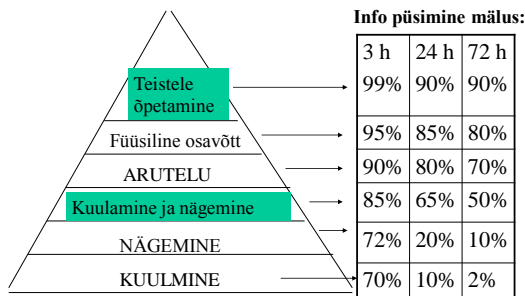 Info püsimine mälus:
3 h 24 h 72 h
Teistele
õpetamine
99% 90% 90%
Füüsiline osavõtt
95% 85% 80%
ARUTELU
90% 80% 70%
Kuulamine ja nägemine
85% 65% 50%
NÄGEMINE
72% 20% 10%
KUULMINE
70% 10% 2%